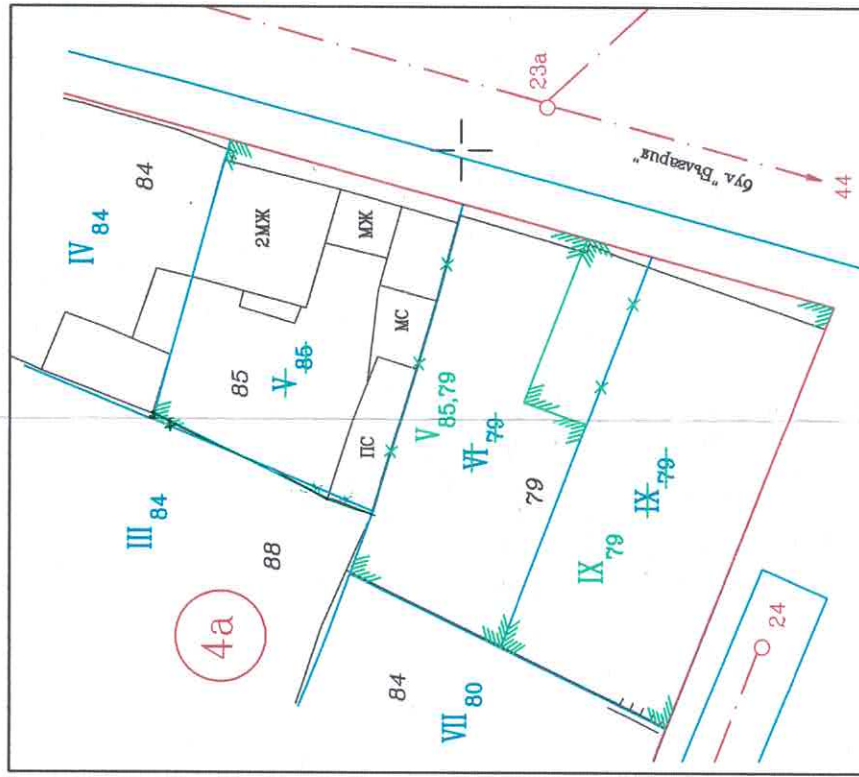 IV 84
84
2МЖ
МЖ
МС
ПС
85
V 85
III 84
88
4а
V 85,79
VI 79
79
IX 79
IX 79
84
VII 80
23а
бул. "България"
44
24